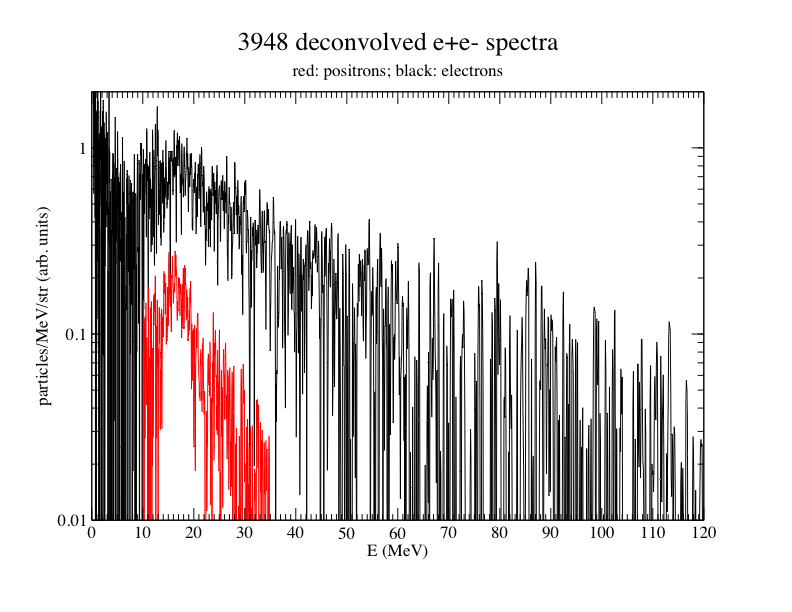 3948 deconvolved e+e- spectra
red: positrons; black: electrons
particles/MeV/str (arb. units)
1
0.1
0.01
0 10 20 30 40 50 60 70 80 90 100 110 120
E (MeV)